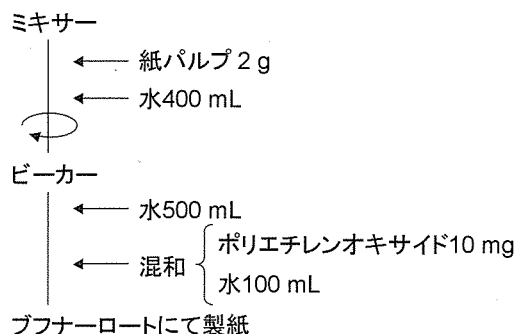 ミキサー
紙パルプ2 g
水400 mL
ビーカー
水500 mL
混和
ポリエチレンオキサイド10 mg
水100 mL
ブフナーロートにて製紙